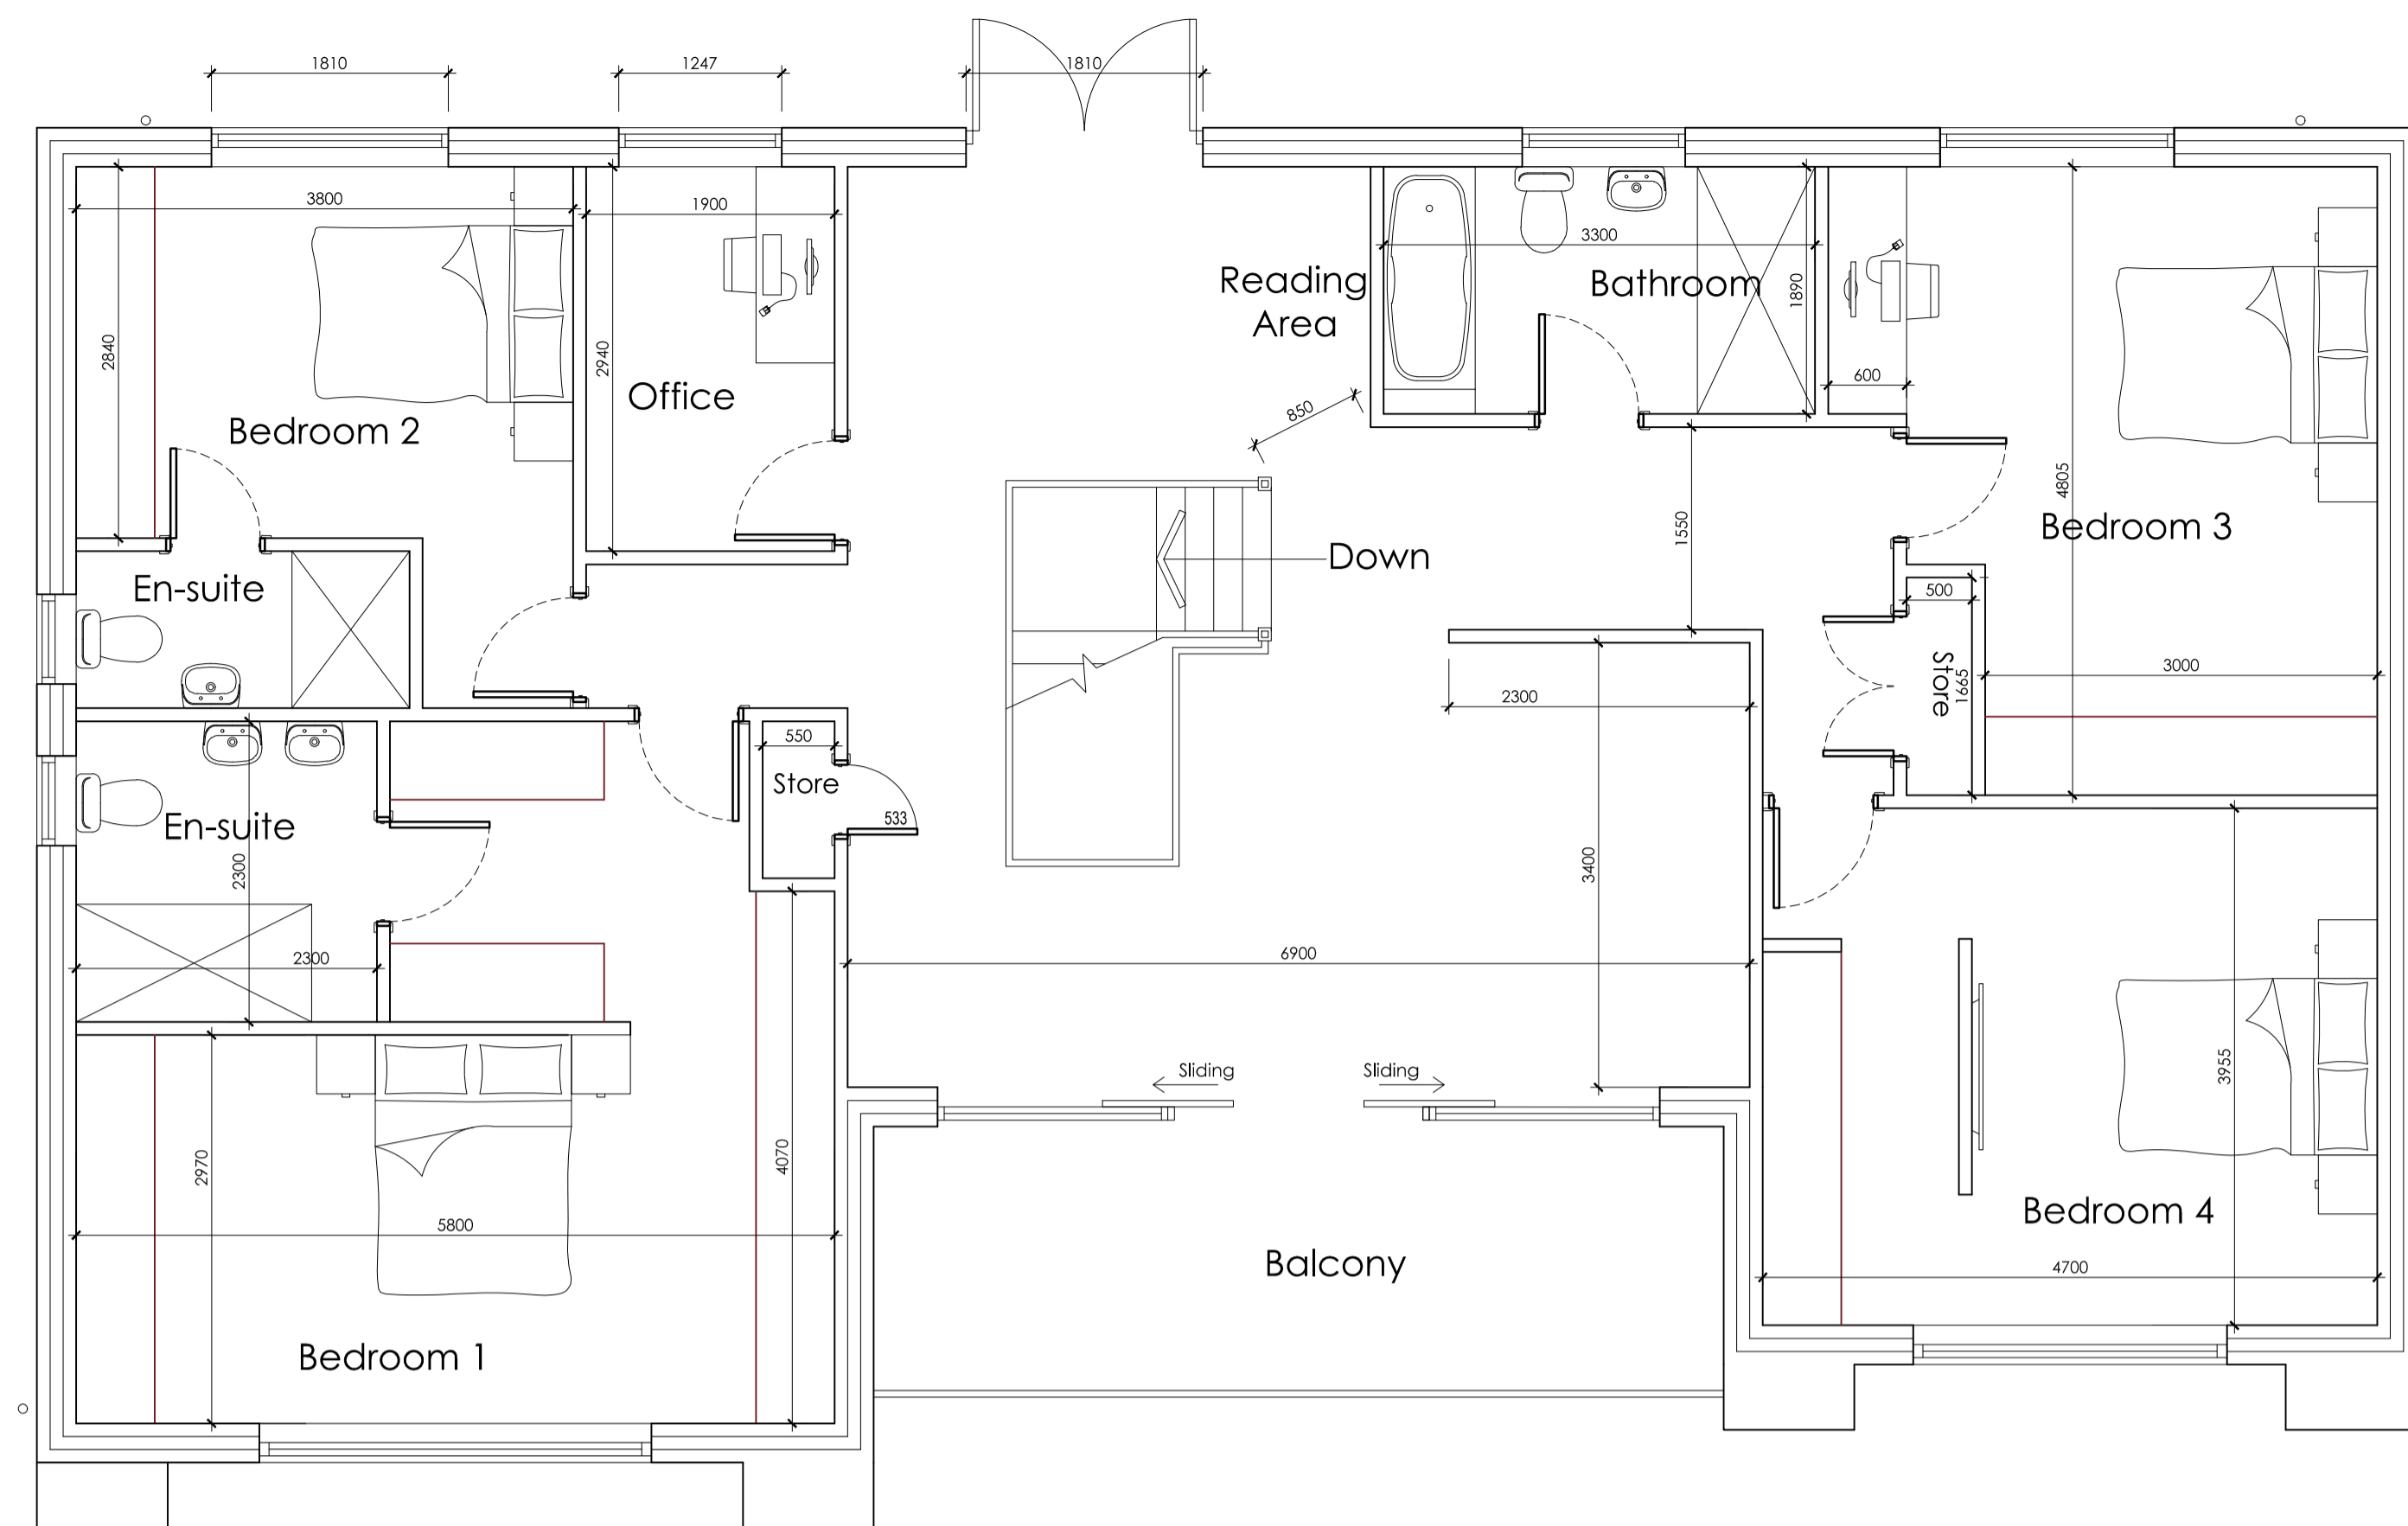 1810
1247
1810
3800
1900
3300
Reading
Area
Bathroom
1890
2840
2940
Office
600
850
Bedroom 2
4805
Bedroom 3
1550
Down
En-suite
500
Store
1665
3000
2300
550
Store
533
En-suite
2300
2300
3400
6900
3955
Sliding
Sliding
2970
4070
5800
Bedroom 4
Balcony
4700
Bedroom 1